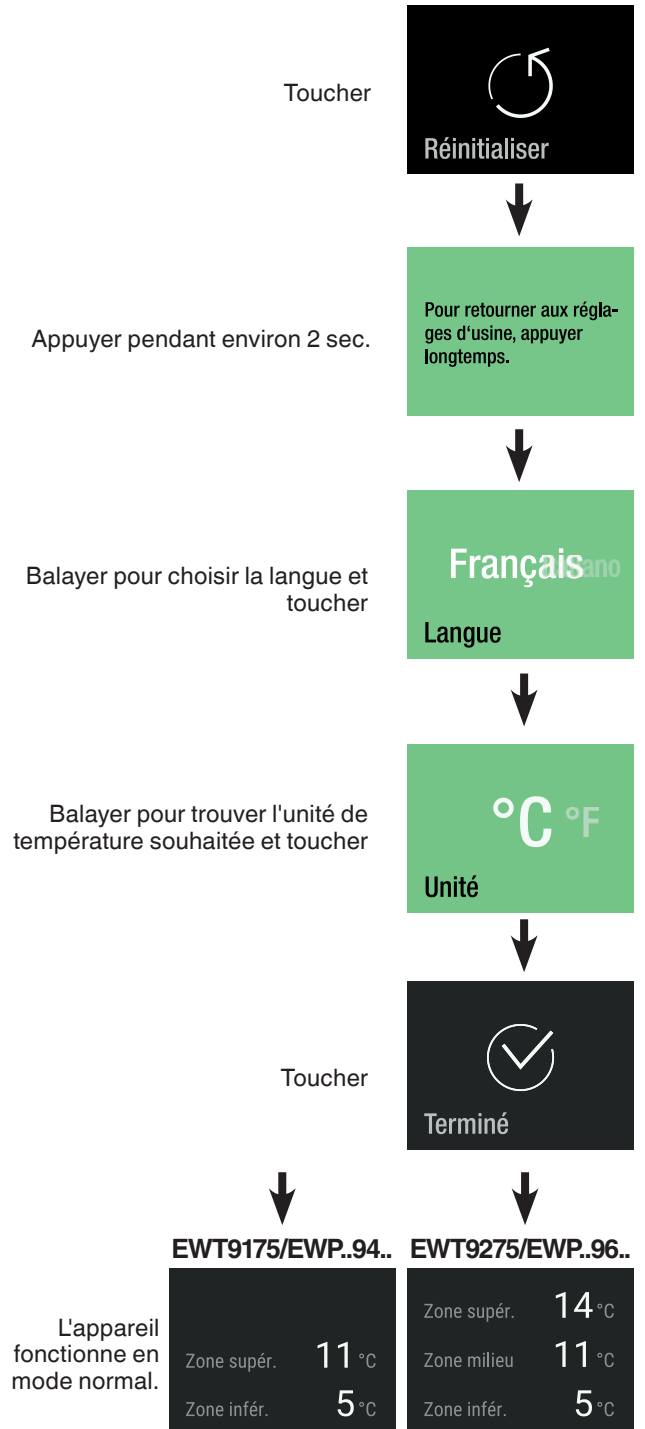 Toucher
Réinitialiser
Appuyer pendant environ 2 sec.
Pour retourner aux régla-
ges d‘usine, appuyer
longtemps.
Balayer pour choisir la langue et
toucher
Français
Langue
Balayer pour trouver l'unité de
température souhaitée et toucher
°C °F
Unité
Toucher
Terminé
EWT9175/EWP..94.. EWT9275/EWP..96..
L'appareil
fonctionne en
mode normal.
Zone supér. 11 °C
Zone infér. 5 °C
Zone supér. 14 °C
Zone milieu 11 °C
Zone infér. 5 °C